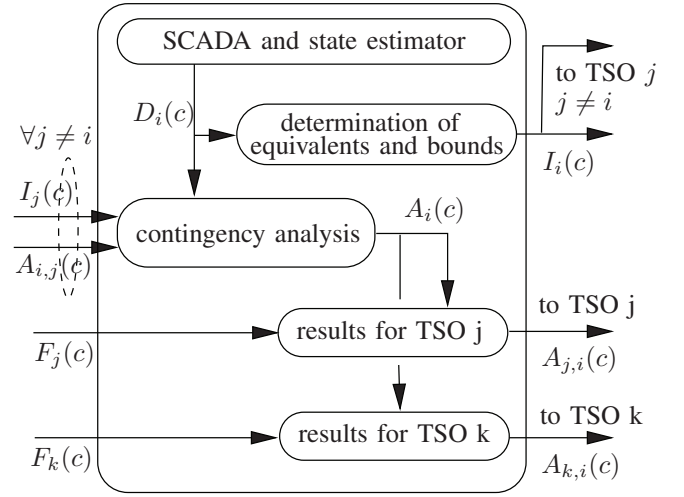 SCADA and state estimator
to TSO j
j ≠ i
D_i(c)
determination of
equivalents and bounds
I_i(c)
∀j ≠ i
I_j(c)
A_i(c)
contingency analysis
A_{i,j}(c)
to TSO j
results for TSO j
F_j(c)
A_{j,i}(c)
to TSO k
results for TSO k
F_k(c)
A_{k,i}(c)